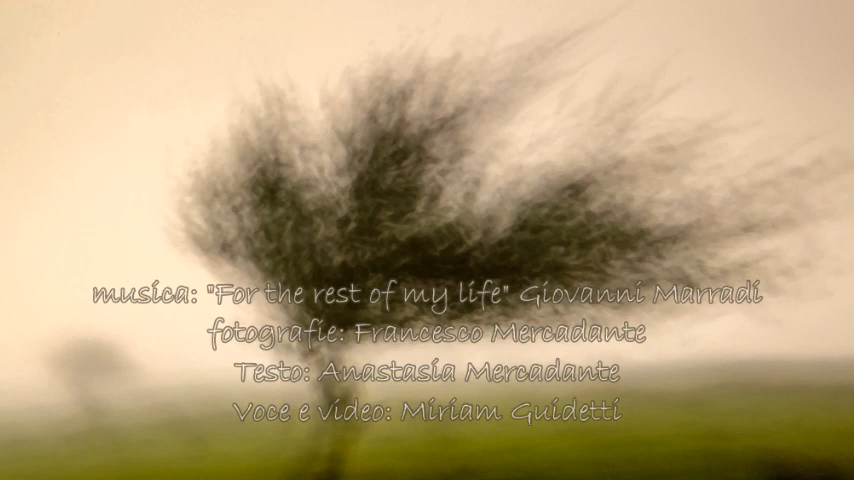 musica: "For the rest of my life" Giovanni Marradi
fotografie: Francesco Mercadante
Testo: Anastasia Mercadante
Voce e video: Miriam Guidetti